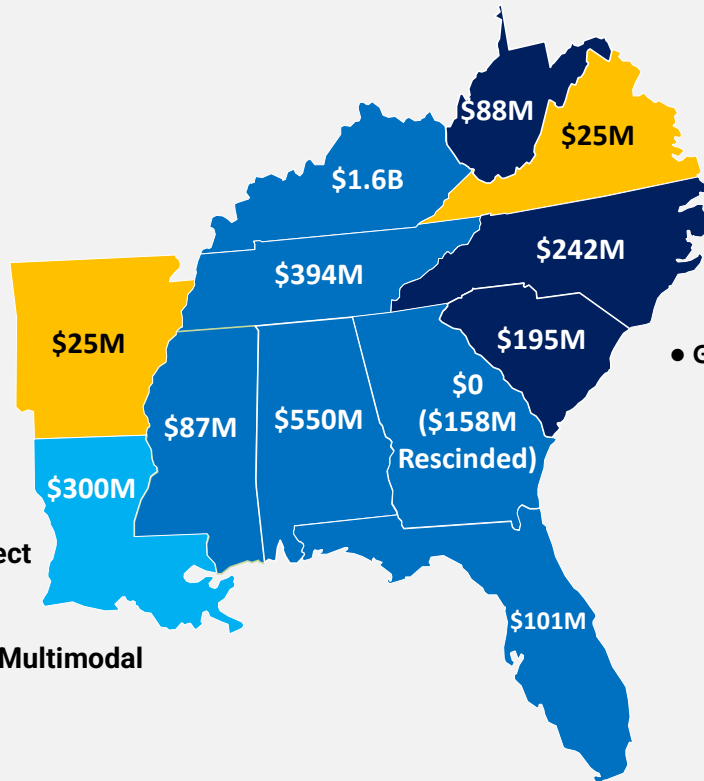 $88M
$25M
$1.6B
$242M
$394M
$195M
$25M
● G
$0
($158M
Rescinded)
$87M
$550M
$300M
ect
$101M
Multimodal